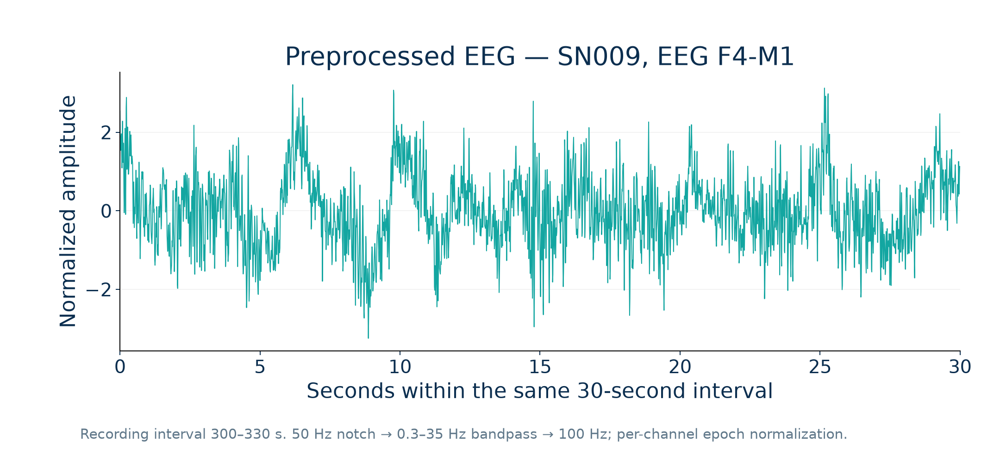 Preprocessed EEG — SN009, EEG F4-M1
Normalized amplitude
2
0
−2
0 5 10 15 20 25 30
Seconds within the same 30-second interval
Recording interval 300–330 s. 50 Hz notch → 0.3–35 Hz bandpass → 100 Hz; per-channel epoch normalization.